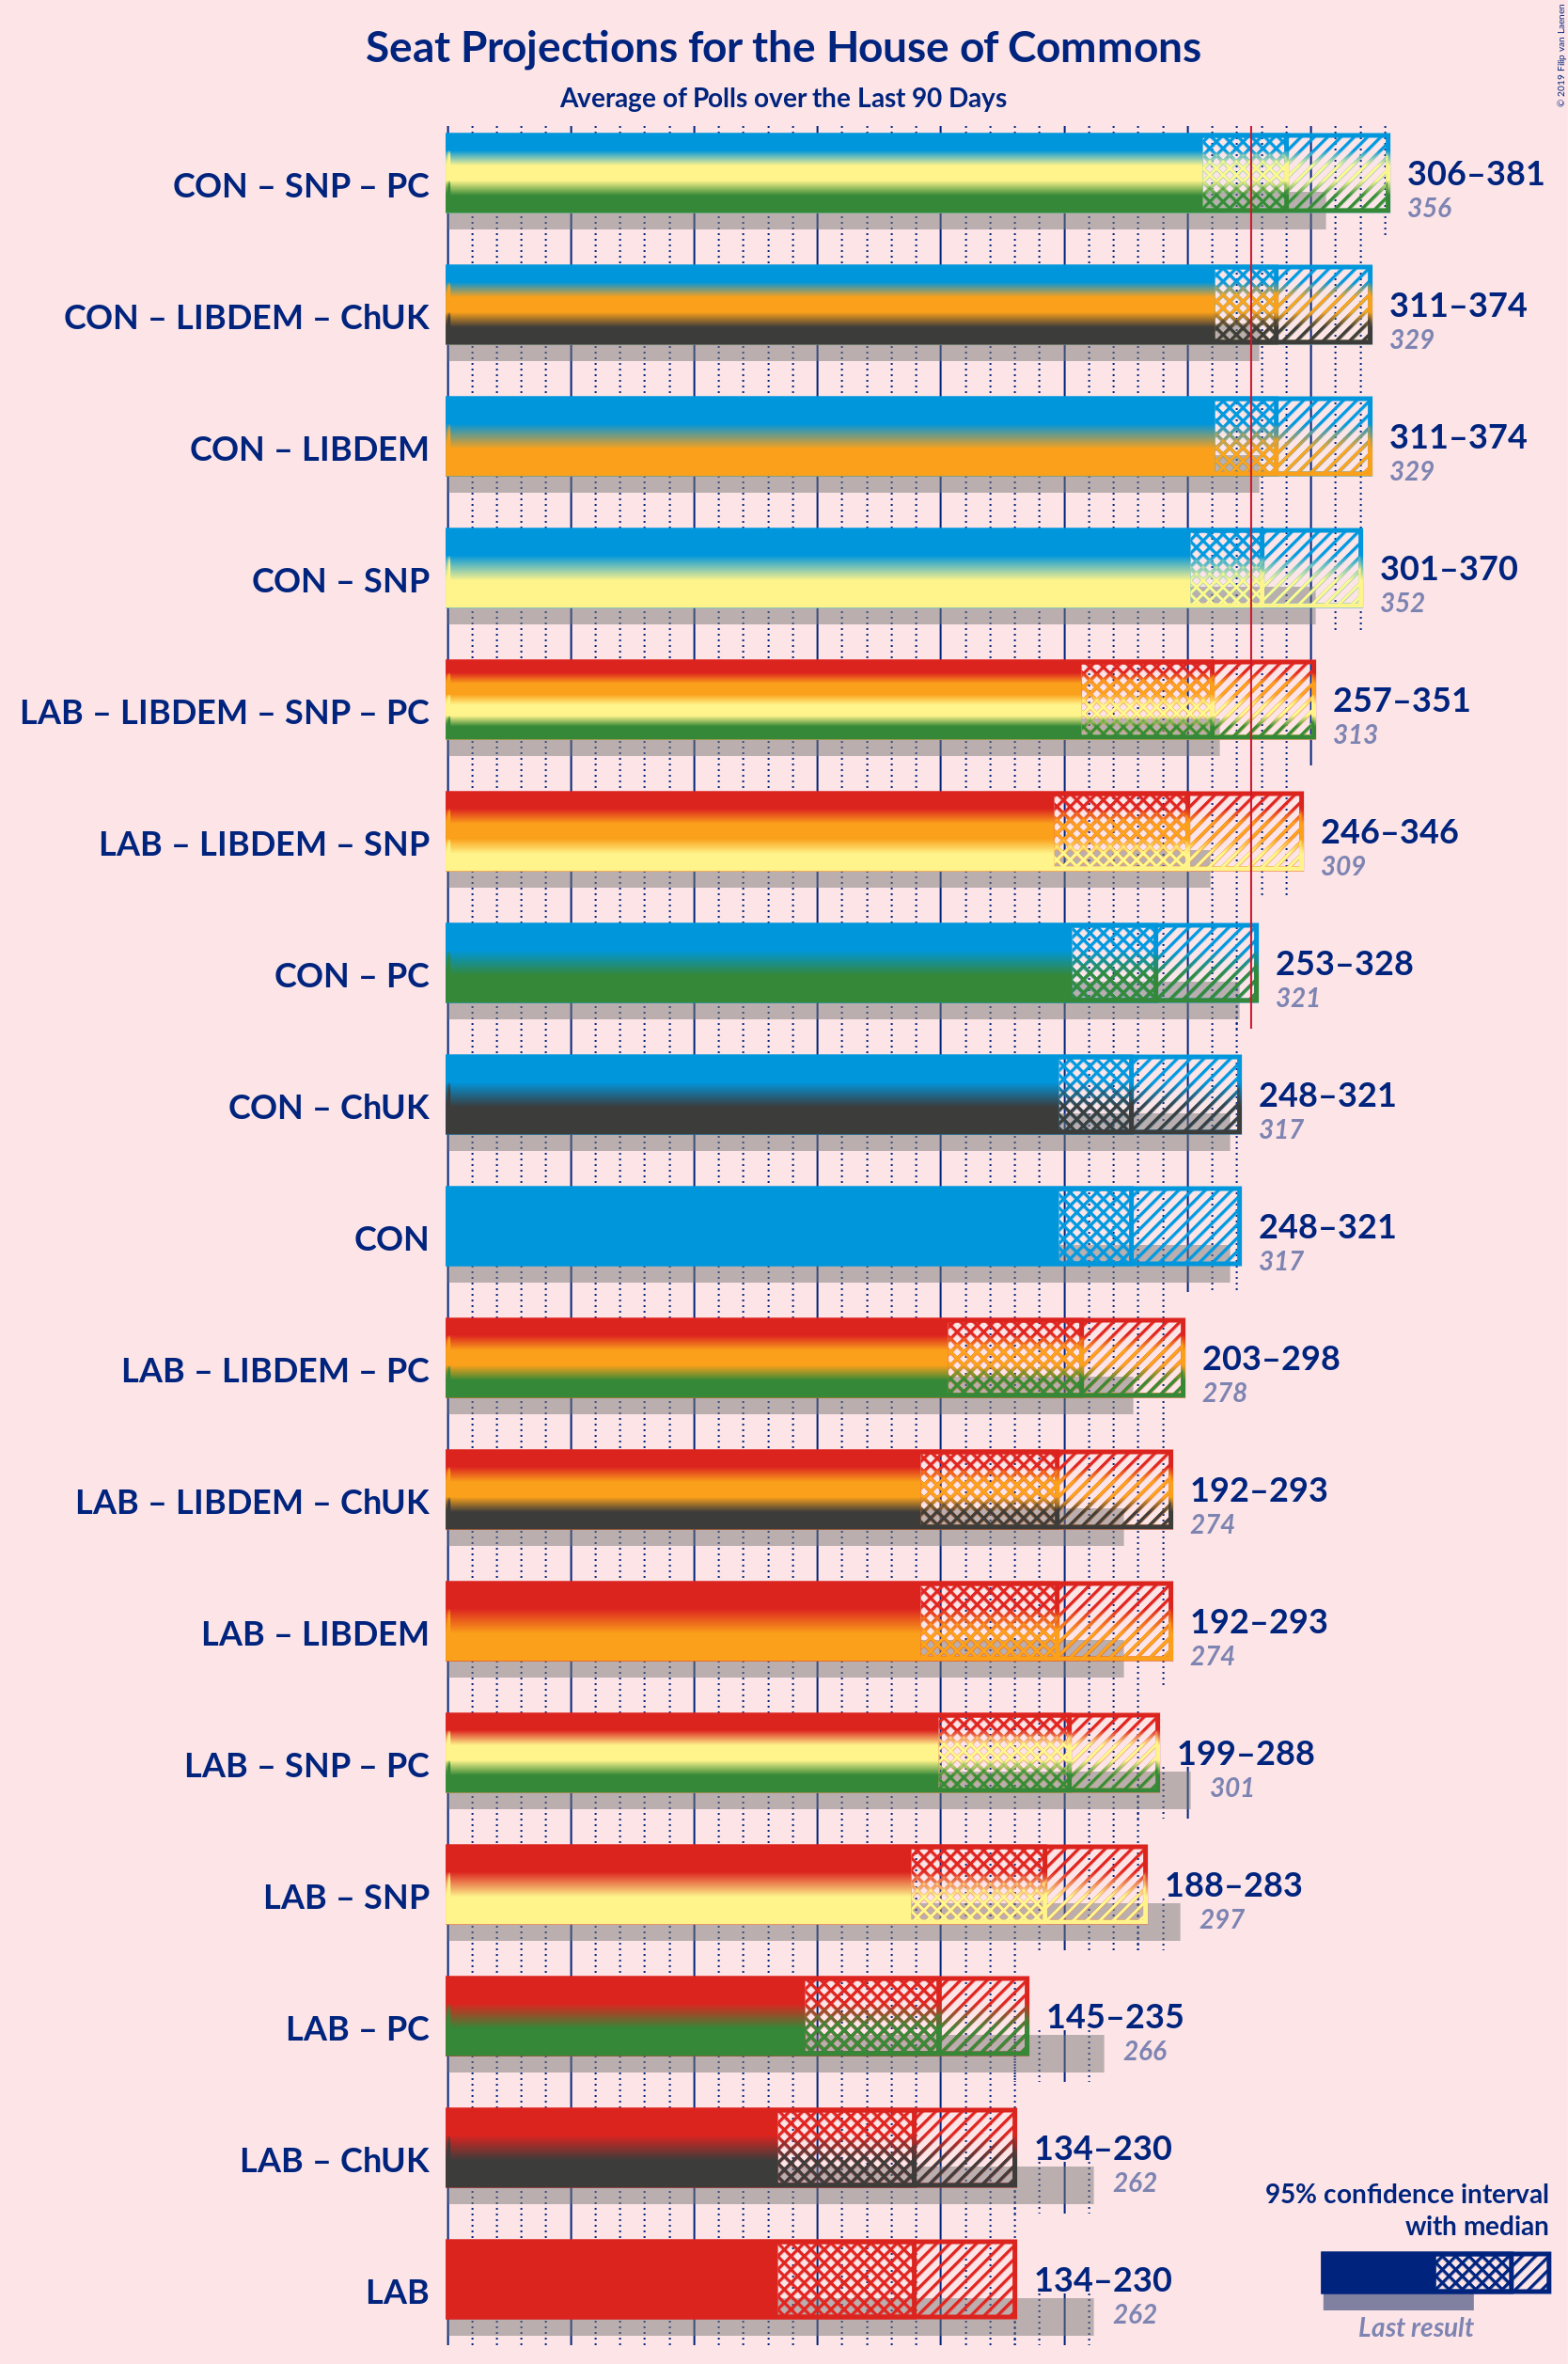 Seat Projections for the House of Commons
Average of Polls over the Last 90 Days
© 2019 Filip van Laenen
CON – SNP – PC
306–381
356
CON – LIBDEM – ChUK
311–374
329
CON – LIBDEM
311–374
329
CON – SNP
301–370
352
LAB – LIBDEM – SNP – PC
257–351
313
LAB – LIBDEM – SNP
246–346
309
CON – PC
253–328
321
CON – ChUK
248–321
317
CON
248–321
317
LAB – LIBDEM – PC
203–298
278
LAB – LIBDEM – ChUK
192–293
274
LAB – LIBDEM
192–293
274
LAB – SNP – PC
199–288
301
LAB – SNP
188–283
297
LAB – PC
145–235
266
LAB – ChUK
134–230
262
LAB
134–230
262
95% confidence interval
with median
Last result